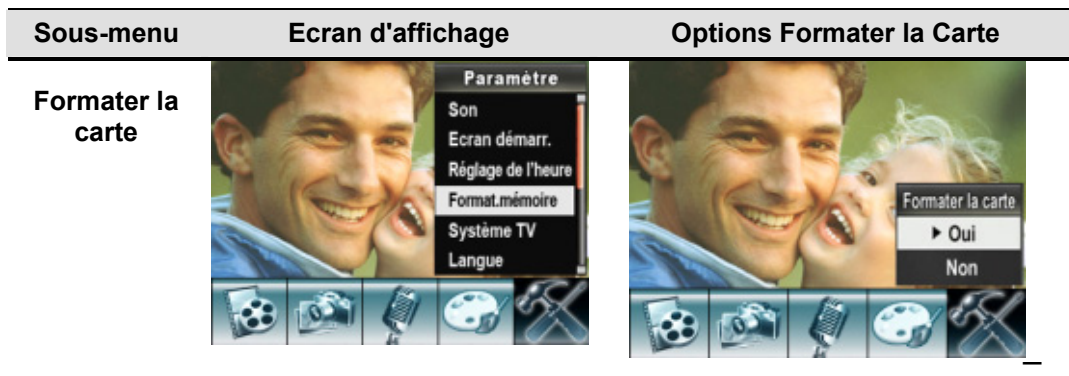 Sous-menu
Ecran d'affichage
Options Formater la Carte
Formater la
carte
Paramètre
Son
Ecran démarr.
Réglage de l'heure
Format.mémoire
Système TV
Langue
Formater la carte
Oui
Non